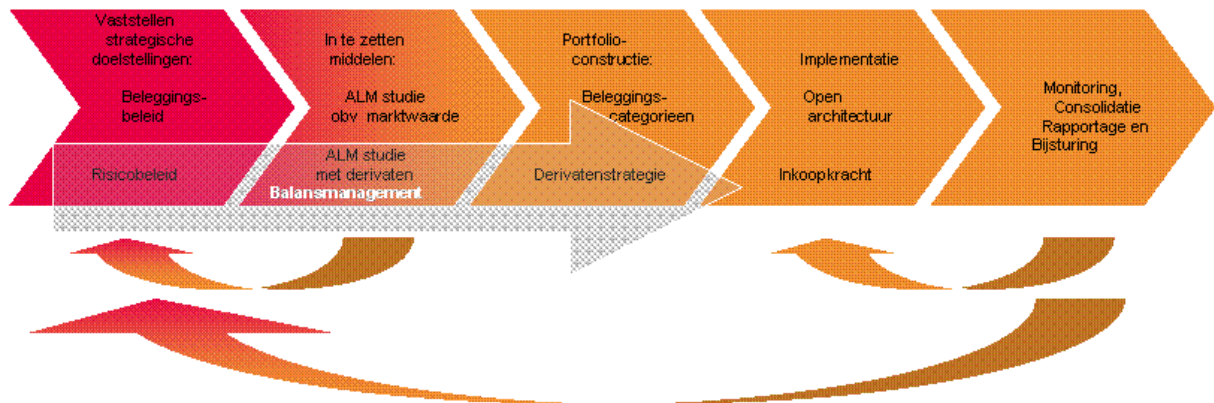 Vaststellen
strategische
doelstellingen:
Beleggings-
beleid
Risicobeleid
In te zetten
middelen:
ALM studie
obv marktwaarde
ALM studie
met derivaten
Balansmanagement
Portfolio-
constructie:
Beleggings-
categorieen
Derivatenstrategie
Implementatie
Open
architectuur
Inkoopkracht
Monitoring,
Consolidatie
Rapportage en
Bijsturing